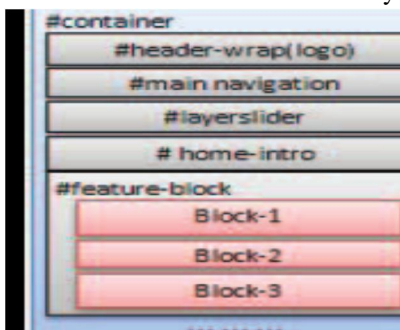 #container
#header-wrap(logo)
#main navigation
#layerslider
# home-intro
#feature-block
Block-1
Block-2
Block-3